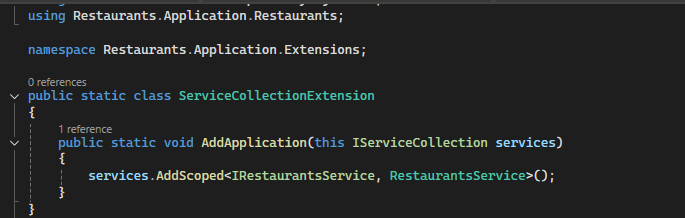 using Restaurants.Application.Restaurants;
namespace Restaurants.Application.Extensions;
0 references
public static class ServiceCollectionExtension
{
1 reference
public static void AddApplication(this IServiceCollection services)
{
services.AddScoped<IRestaurantsService, RestaurantsService>();
}
}